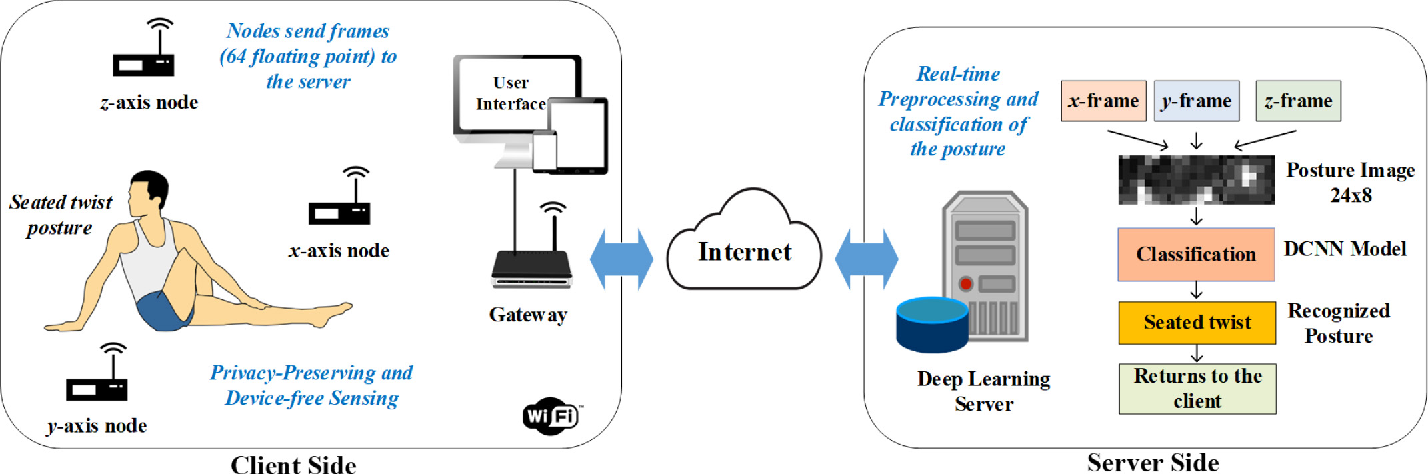 Nodes send frames
(64 floating point) to
the server
z-axis node
User
Interface
Seated twist
posture
x-axis node
Gateway
Privacy-Preserving and
Device-free Sensing
y-axis node
Wi Fi
Client Side
Internet
Real-time
Preprocessing and
classification of
the posture
Deep Learning
Server
x-frame
y-frame
z-frame
Posture Image
24x8
Classification
DCNN Model
Seated twist
Recognized
Posture
Returns to the
client
Server Side